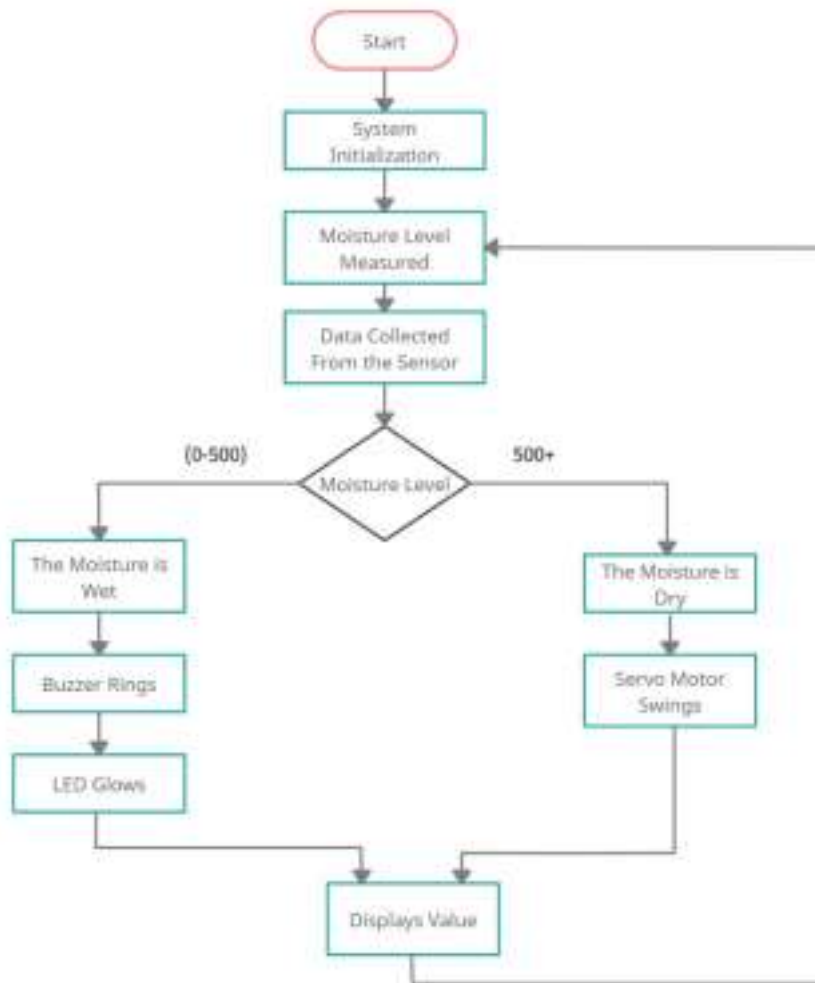 Start
System
Initialization
Moisture Level
Measured
Data Collected
From the Sensor
(0-500)
500+
Moisture Level
The Moisture is
Wet
The Moisture is
Dry
Buzzer Rings
Servo Motor
Swings
LED Glows
Displays Value